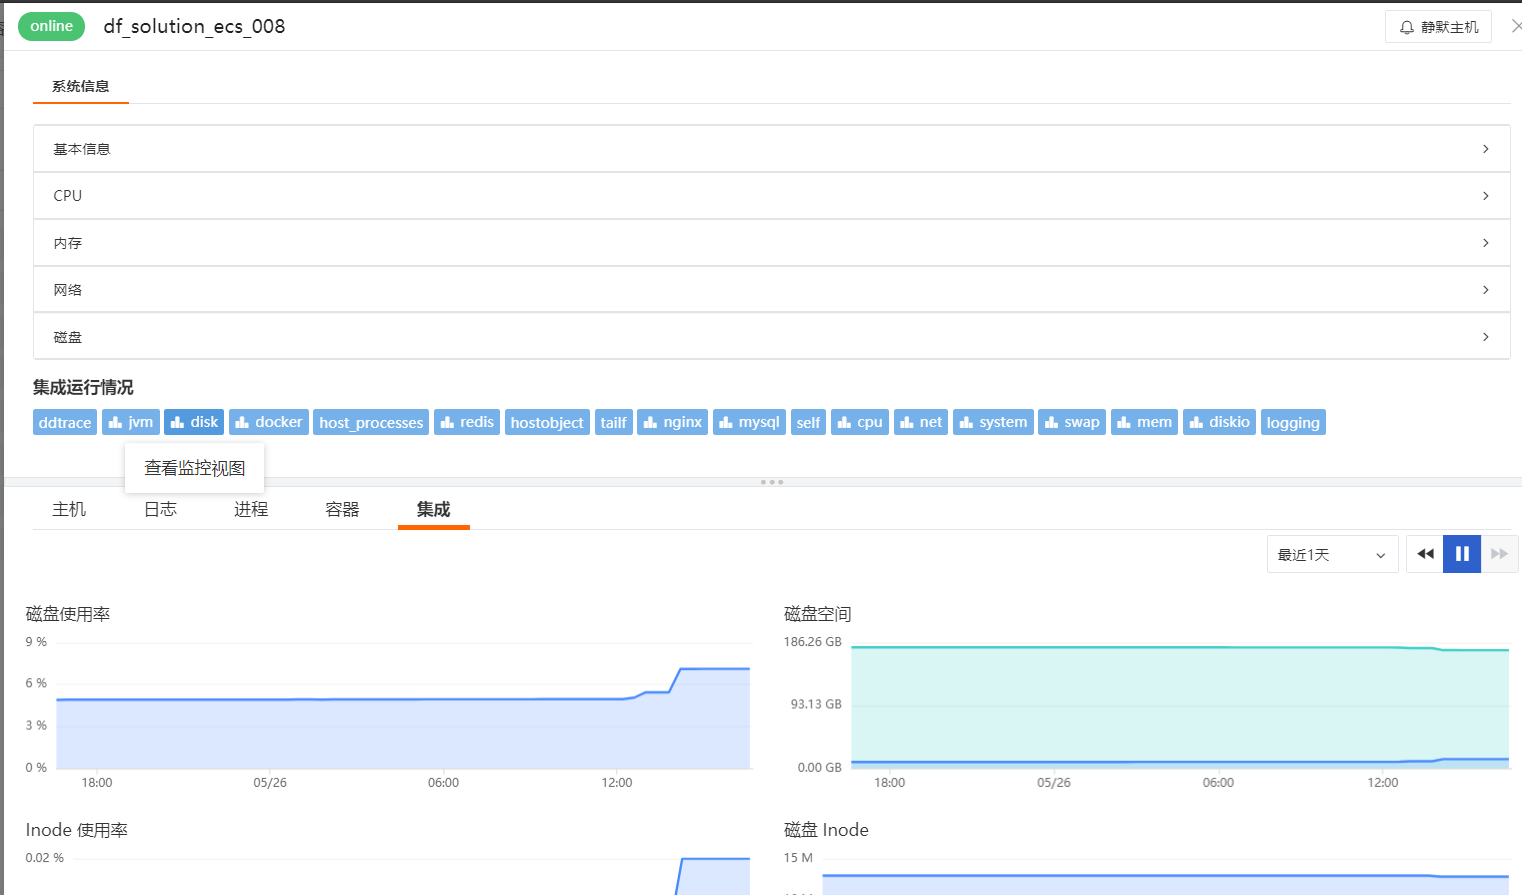 online df_solution_ecs_008 静默主机
系统信息
基本信息
CPU
内存
网络
磁盘
集成运行情况
ddtrace jvm disk docker host_processes redis hostobject tailf nginx mysql self cpu net system swap mem diskio logging
查看监控视图
主机 日志 进程 容器 集成
最近1天
磁盘使用率
9 %
6 %
3 %
0 %
18:00 05/26 06:00 12:00
磁盘空间
186.26 GB
93.13 GB
0.00 GB
18:00 05/26 06:00 12:00
Inode 使用率
0.02 %
磁盘 Inode
15 M